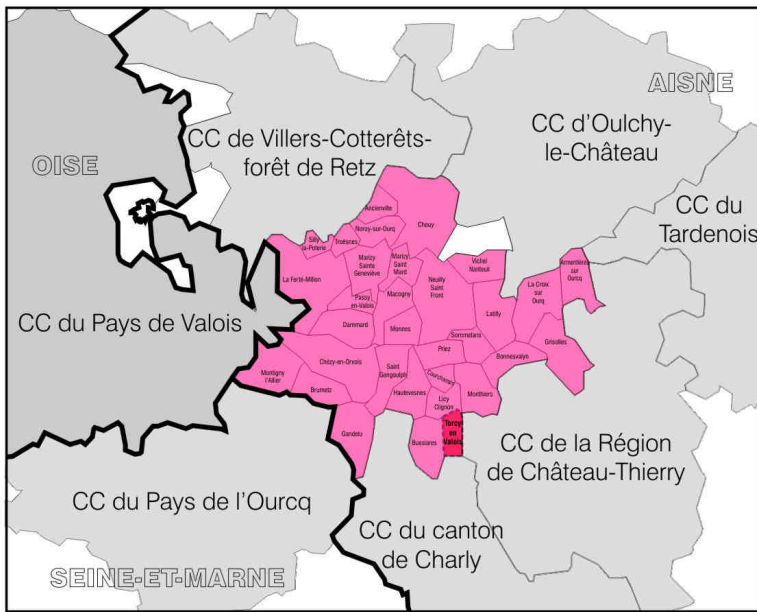 AISNE
CC de Villers-Cotterêts-
forêt de Retz
CC d'Oulchy-
le-Château
OISE
CC du
Tardenois
Ancienville
Chouy
Noroy-sur-Ourcq
Silly
la-Poterie
Troësnes
La Ferté-Milon
Marizy
Sainte
Geneviève
Marizy
Saint
Mard
Vichel
Nanteuil
Armentières
sur
Ourcq
Neuilly
Saint
Front
La Croix
sur
Ourq
Passy
en-Valois
Macogny
Latilly
CC du Pays de Valois
Dammard
Monnes
Sommelans
Grisolles
Priez
Bonnesvalyn
Chézy-en-Orxois
Saint
Gengoulph
Courchamps
Montigny
l'Allier
Brumetz
Hautevesnes
Licy
Clignon
Monthiers
Torcy
en
Valois
Gandelu
Bussiares
CC de la Région
de Château-Thierry
CC du Pays de l'Ourcq
CC du canton
de Charly
SEINE-ET-MARNE